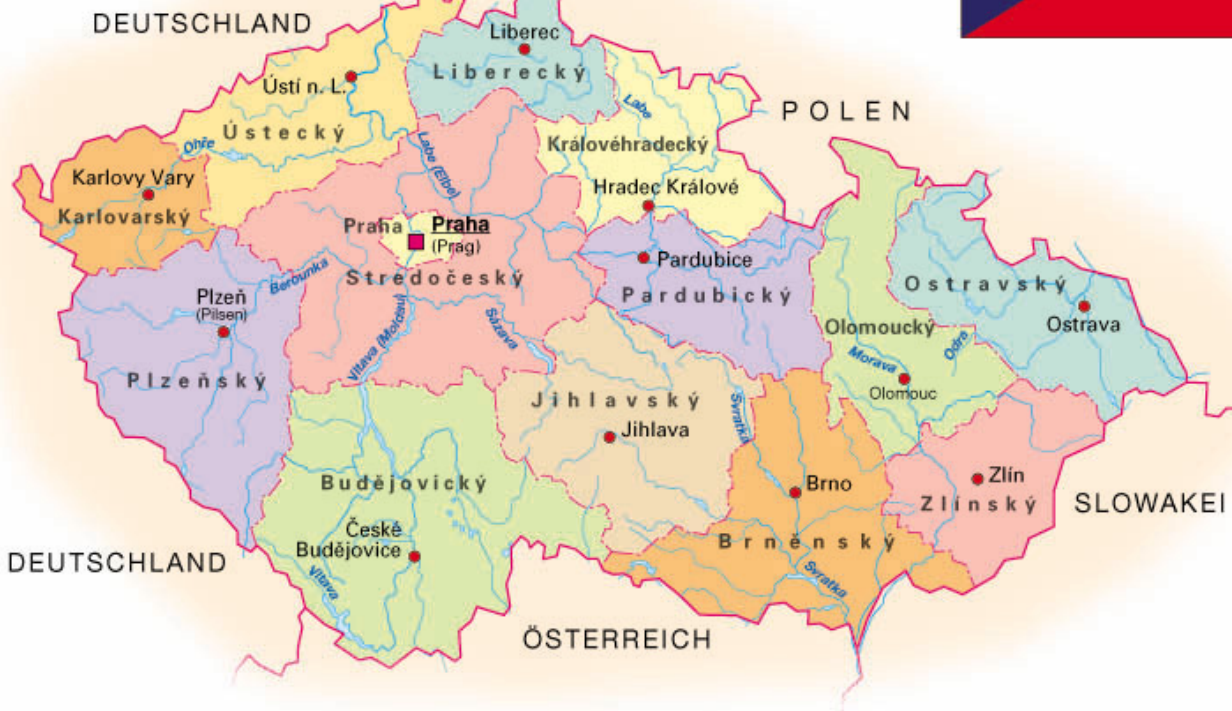 DEUTSCHLAND
Liberec
Liberecký
Ústí n. L.
Ústecký
Labe
POLEN
Ohře
Labe (Elbe)
Královéhradecký
Karlovy Vary
Karlovarský
Hradec Králové
Praha
Praha
(Prag)
Stredočeský
Berounka
Pardubice
Pardubický
Ostravský
Ostrava
Plzeň
(Pilsen)
Plzeňský
Vltava (Moldau)
Sázava
Olomoucký
Morava
Odra
Olomouc
Jihlavský
Jihlava
Svratka
Budějovický
Brno
Zlín
Zlínský
SLOWAKEI
České
Budějovice
Brněnský
DEUTSCHLAND
Vltava
Svratka
ÖSTERREICH